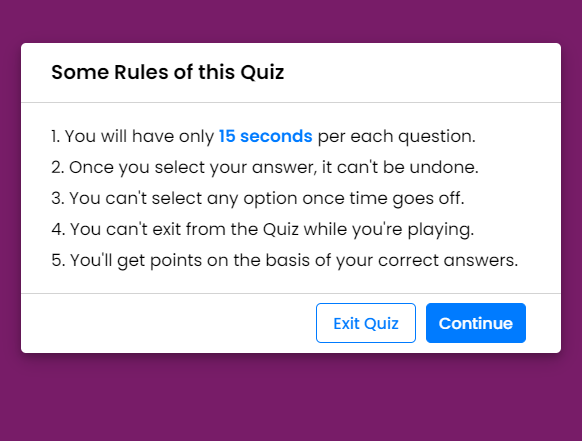 Some Rules of this Quiz
1. You will have only 15 seconds per each question.
2. Once you select your answer, it can't be undone.
3. You can't select any option once time goes off.
4. You can't exit from the Quiz while you're playing.
5. You'll get points on the basis of your correct answers.
Exit Quiz Continue